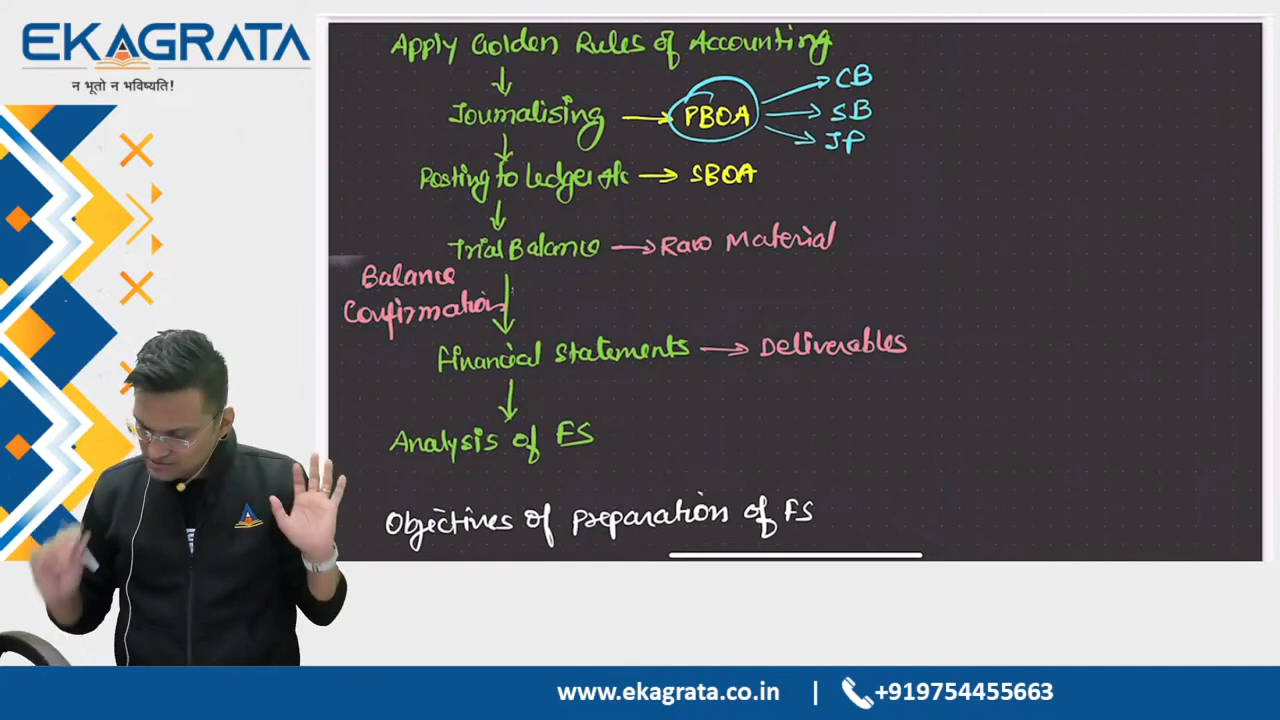 EKAGRATA
न भूतो न भविष्यति!
Apply Golden Rules of Accounting
Journalising → PBOA
CB
SB
JP
Posting to Ledger A/c → SBOA
Trial Balance → Raw Material
Balance
Confirmation
Financial Statements → Deliverables
Analysis of FS
Objectives of preparation of FS
www.ekagrata.co.in | +919754455663